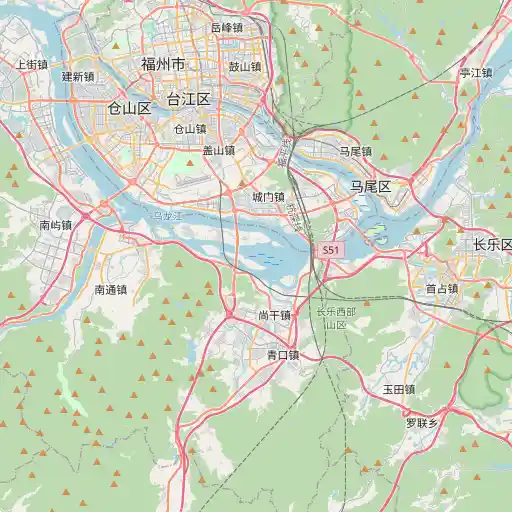 岳峰镇
上街镇
福州市
鼓山镇
建新镇
亭江镇
台江区
仓山区
仓山镇
盖山镇
马尾镇
马尾区
城门镇
乌龙江
南屿镇
S51
长乐区
南通镇
首占镇
尚干镇
长乐西部
山区
青口镇
玉田镇
罗联乡